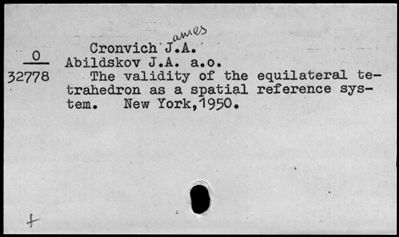 James
Cronvich J.A.
O
Abildskov J.A. a.o.
32778
The validity of the equilateral te-
trahedron as a spatial reference sys-
tem. New York,1950.
f